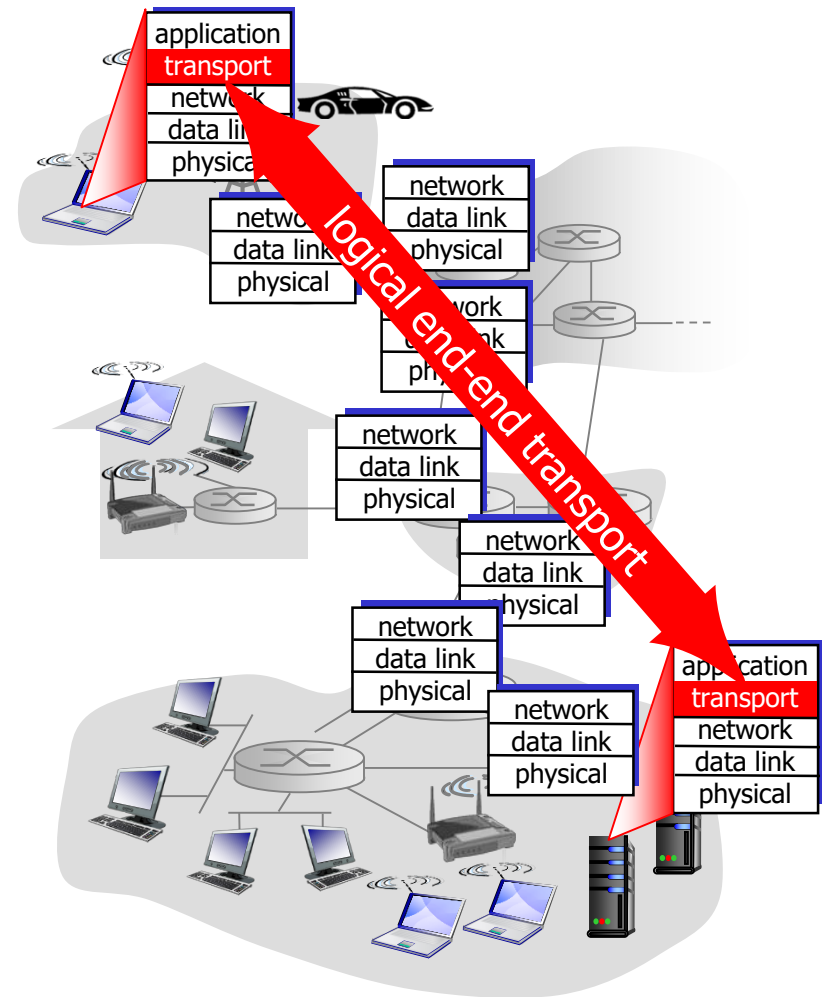 application
transport
network
data link
physical
network
data link
physical
network
data link
physical
logical end-end transport
network
data link
physical
network
data link
physical
network
data link
physical
network
data link
physical
application
transport
network
data link
physical